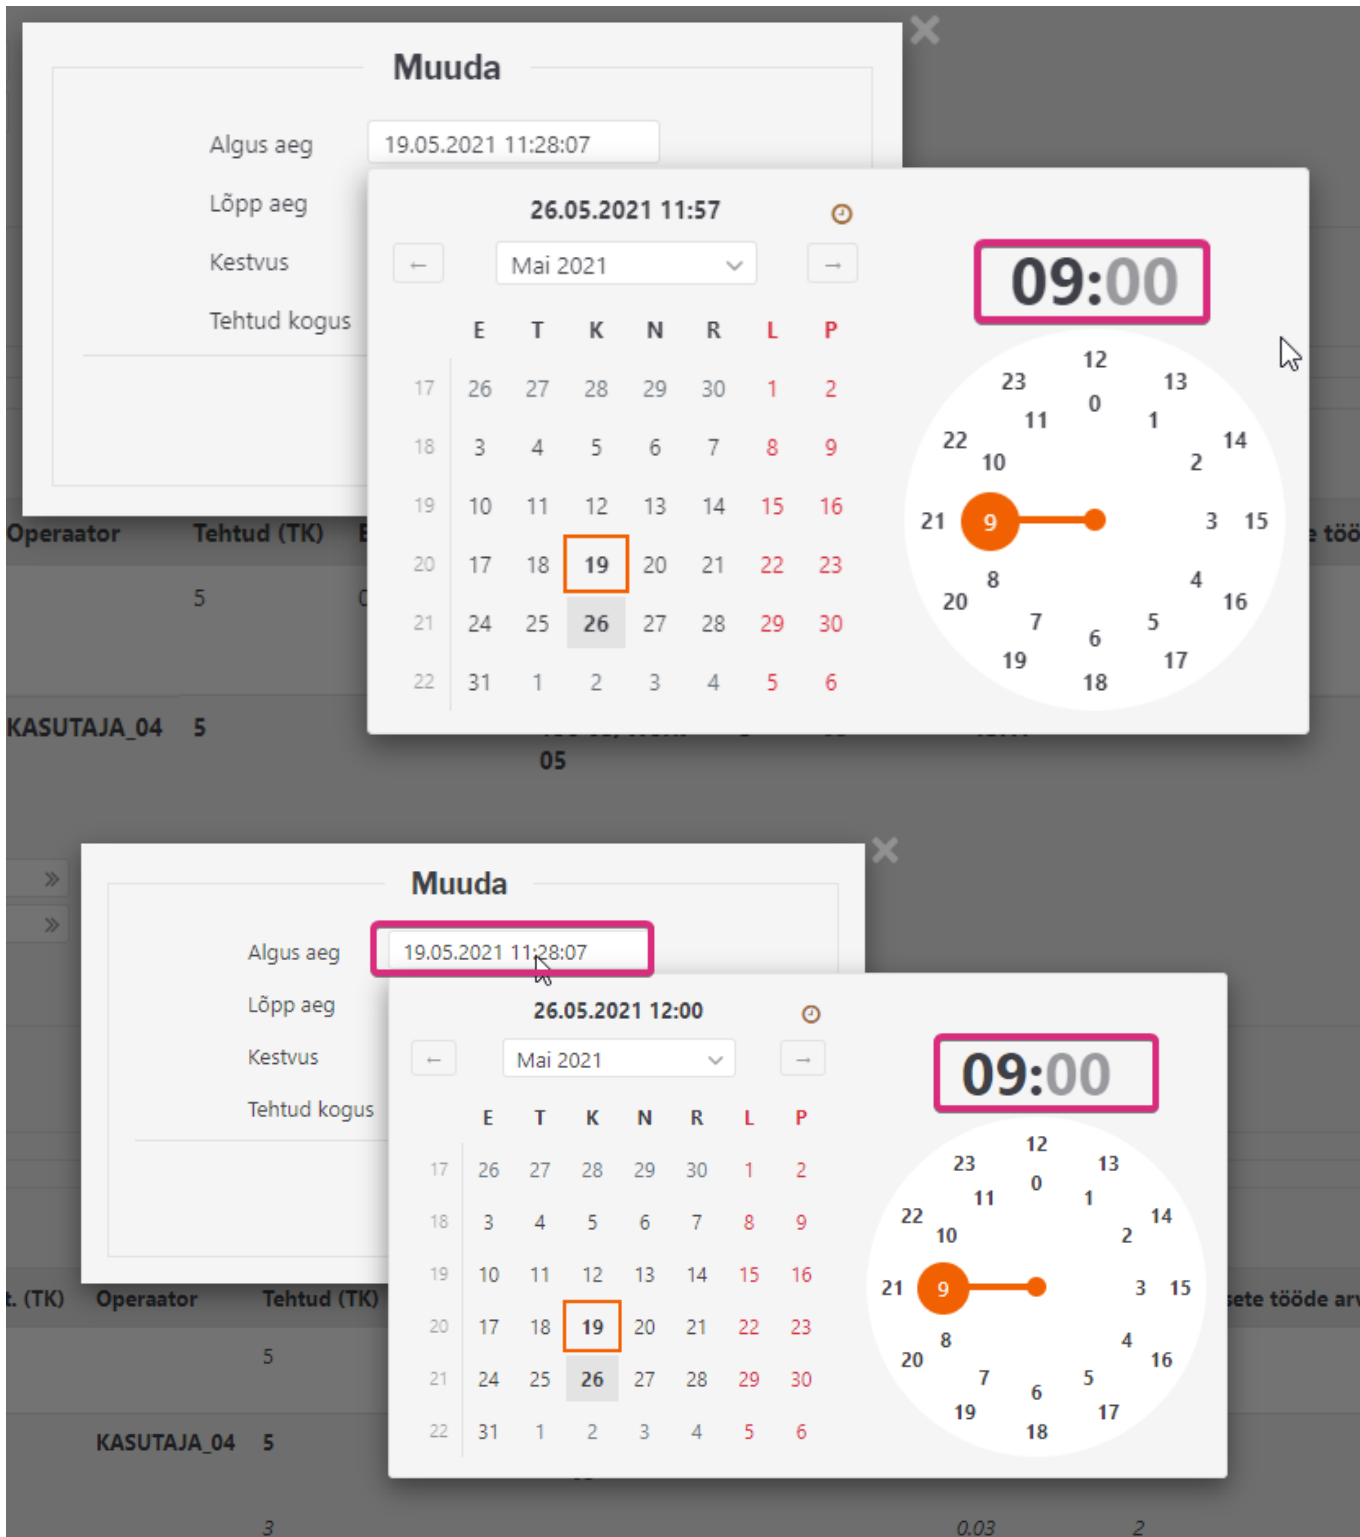 Muuda
Algus aeg 19.05.2021 11:28:07
Lõpp aeg
Kestvus
Tehtud kogus
26.05.2021 11:57
← Mai 2021 →
E T K N R L P
17 26 27 28 29 30 1 2
18 3 4 5 6 7 8 9
19 10 11 12 13 14 15 16
20 17 18 19 20 21 22 23
21 24 25 26 27 28 29 30
22 31 1 2 3 4 5 6
09:00
12
23 13
0
11 1
22 14
10 2
21 9 3 15
8 4
20 16
7 5
6
19 17
18
Operaator Tehtud (TK)
5
KASUTAJA_04 5
05
Muuda
Algus aeg 19.05.2021 11:28:07
Lõpp aeg
Kestvus
Tehtud kogus
26.05.2021 12:00
← Mai 2021 →
E T K N R L P
17 26 27 28 29 30 1 2
18 3 4 5 6 7 8 9
19 10 11 12 13 14 15 16
20 17 18 19 20 21 22 23
21 24 25 26 27 28 29 30
22 31 1 2 3 4 5 6
09:00
12
23 13
0
11 1
22 14
10 2
21 9 3 15
8 4
20 16
7 5
6
19 17
18
(TK) Operaator Tehtud (TK) tööde
5
KASUTAJA_04 5
3 0.03 2